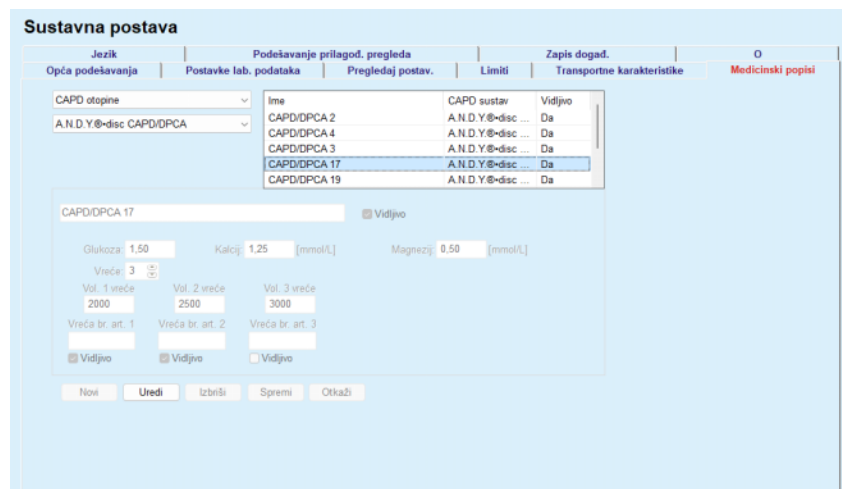 Sustavna postava
Jezik Podešavanje prilagođ. pregleda Zapis događ. O
Opća podešavanja Postavke lab. podataka Pregledaj postav. Limiti Transportne karakteristike Medicinski popisi
CAPD otopine
A.N.D.Y.®•disc CAPD/DPCA
Ime CAPD sustav Vidljivo
CAPD/DPCA 2 A.N.D.Y.®•disc ... Da
CAPD/DPCA 4 A.N.D.Y.®•disc ... Da
CAPD/DPCA 3 A.N.D.Y.®•disc ... Da
CAPD/DPCA 17 A.N.D.Y.®•disc ... Da
CAPD/DPCA 19 A.N.D.Y.®•disc ... Da
CAPD/DPCA 17 Vidljivo
Glukoza: 1,50 Kalcij: 1,25 [mmol/L] Magnezij: 0,50 [mmol/L]
Vreće: 3
Vol. 1 vreće Vol. 2 vreće Vol. 3 vreće
2000 2500 3000
Vreća br. art. 1 Vreća br. art. 2 Vreća br. art. 3
Vidljivo Vidljivo Vidljivo
Novi Uredi Izbriši Spremi Otkaži